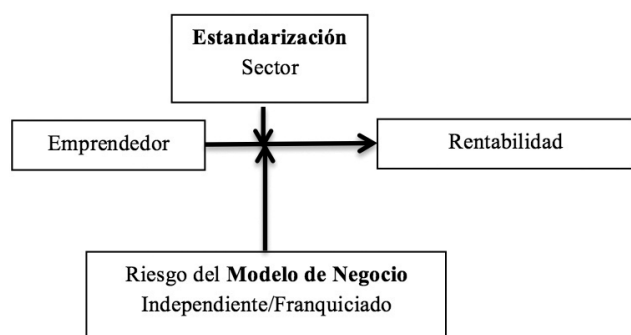 Estandarización
Sector
Emprendedor
Rentabilidad
Riesgo del Modelo de Negocio
Independiente/Franquiciado